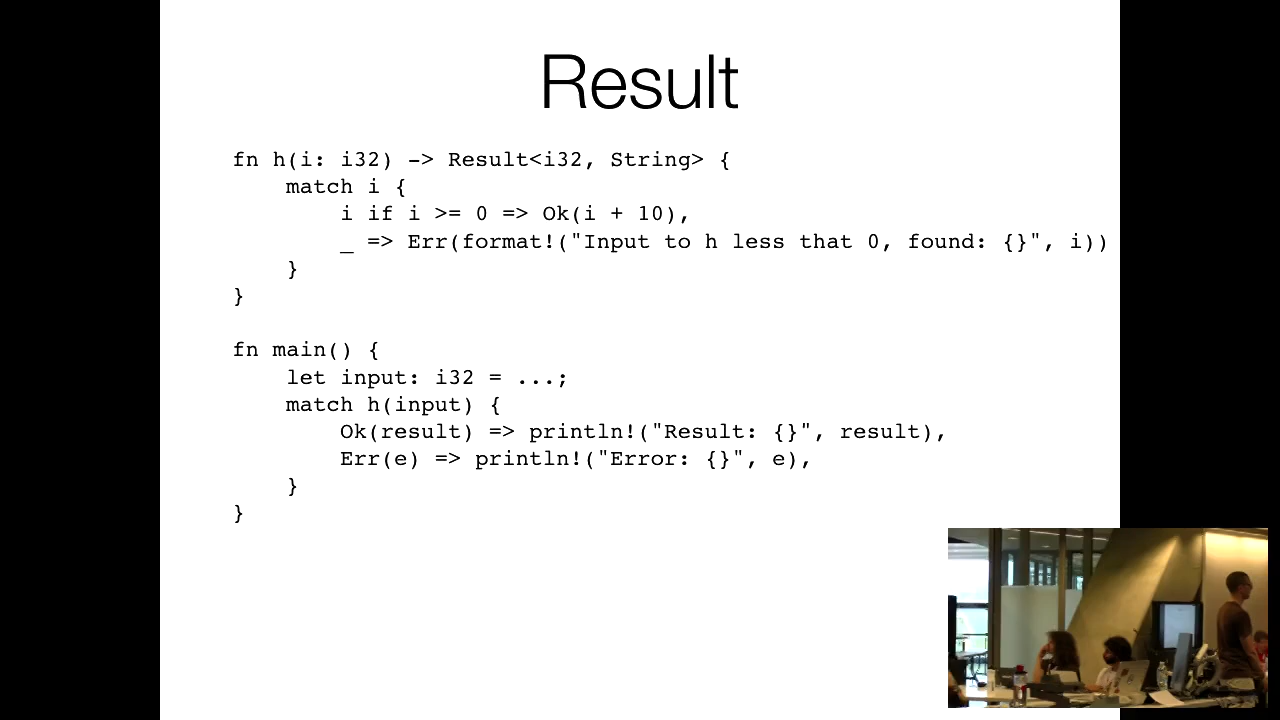 Result
fn h(i: i32) -> Result<i32, String> {
    match i {
        i if i >= 0 => Ok(i + 10),
        _ => Err(format!("Input to h less that 0, found: {}", i))
    }
}
fn main() {
    let input: i32 = ...;
    match h(input) {
        Ok(result) => println!("Result: {}", result),
        Err(e) => println!("Error: {}", e),
    }
}